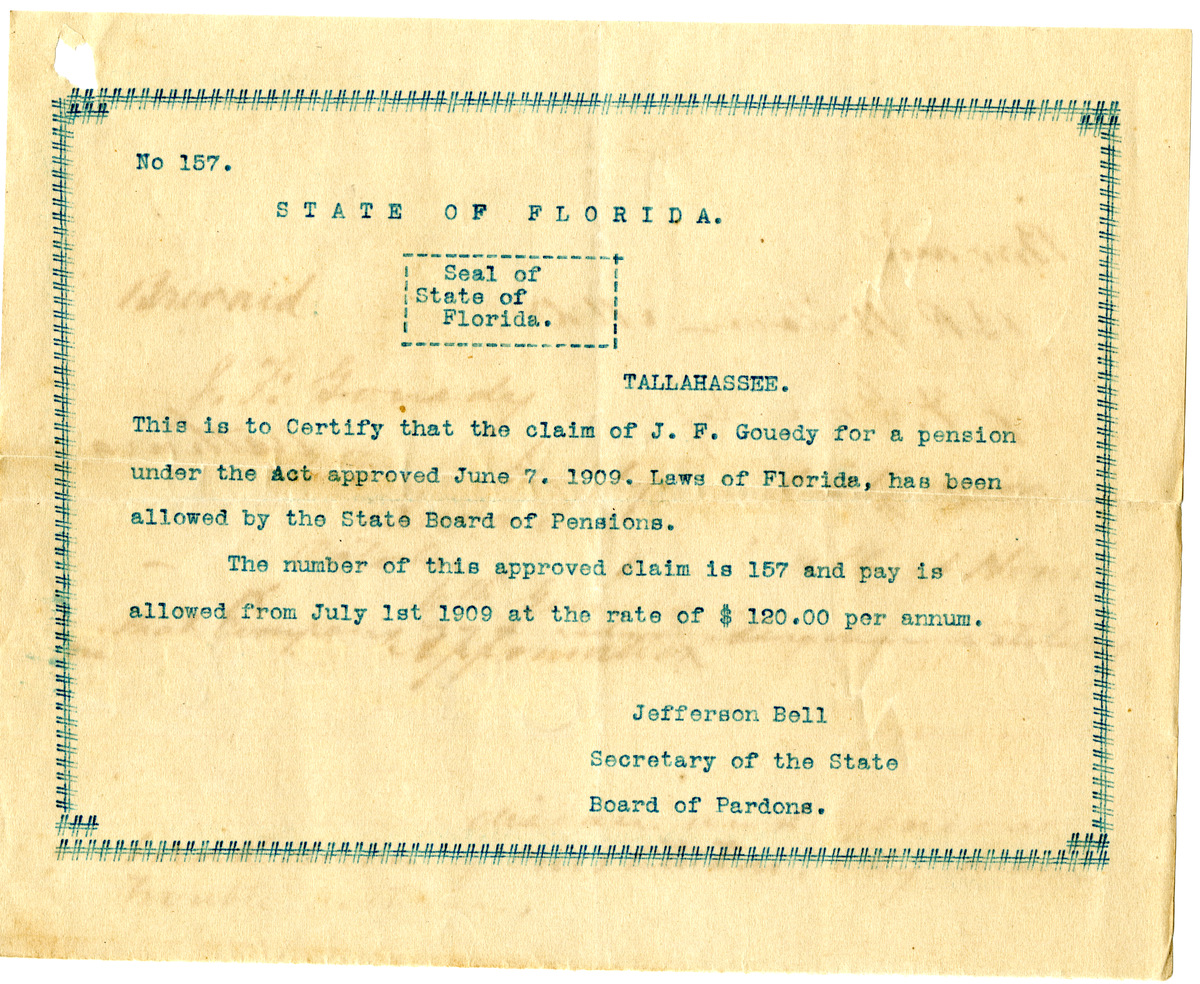 No 157.
STATE OF FLORIDA.
Seal of
State of
Florida.
TALLAHASSEE.
This is to Certify that the claim of J. F. Gouedy for a pension
under the Act approved June 7. 1909. Laws of Florida, has been
allowed by the State Board of Pensions.
The number of this approved claim is 157 and pay is
allowed from July 1st 1909 at the rate of $ 120.00 per annum.
Jefferson Bell
Secretary of the State
Board of Pardons.
Brevard
J. F. Gouedy